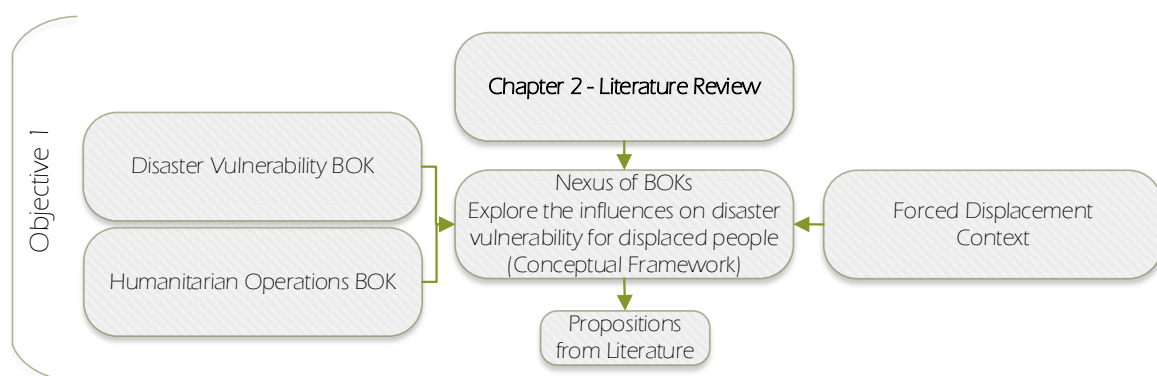 Objective 1
Chapter 2 - Literature Review
Disaster Vulnerability BOK
Humanitarian Operations BOK
Nexus of BOKs
Explore the influences on disaster
vulnerability for displaced people
(Conceptual Framework)
Forced Displacement
Context
Propositions
from Literature